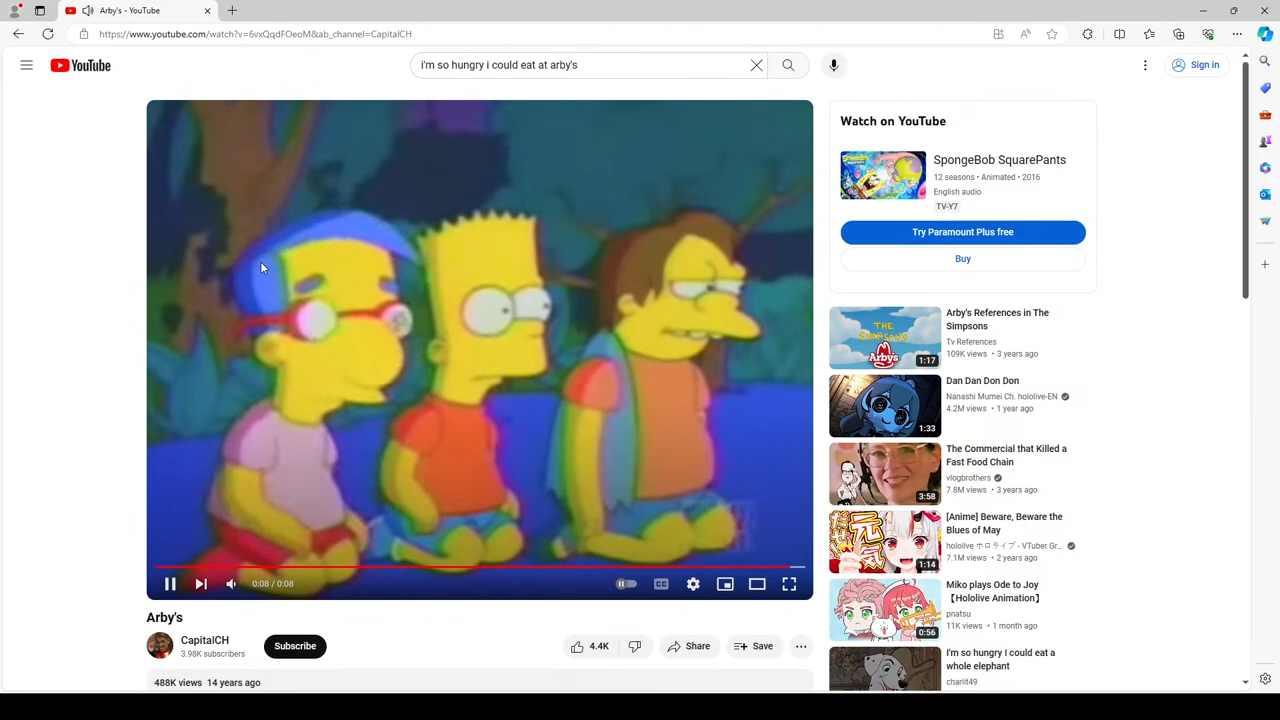 Arby's - YouTube
https://www.youtube.com/watch?v=6vxQqdFOeoM&ab_channel=CapitalCH
YouTube
i'm so hungry i could eat at arby's
Sign in
Watch on YouTube
SpongeBob SquarePants
12 seasons • Animated • 2016
English audio
TV-Y7
Try Paramount Plus free
Buy
THE SIMPSONS
Arby's
1:17
Arby's References in The
Simpsons
Tv References
109K views • 3 years ago
1:33
Dan Dan Don Don
Nanashi Mumei Ch. hololive-EN
4.2M views • 1 year ago
3:58
The Commercial that Killed a
Fast Food Chain
vlogbrothers
7.8M views • 3 years ago
1:14
[Anime] Beware, Beware the
Blues of May
hololive ホロライブ - VTuber Gr...
7.1M views • 2 years ago
0:56
Miko plays Ode to Joy
【Hololive Animation】
pnatsu
11K views • 1 month ago
I'm so hungry I could eat a
whole elephant
charlit49
0:08 / 0:08
CC
Arby's
CapitalCH
3.98K subscribers
Subscribe
4.4K
Share
Save
488K views 14 years ago